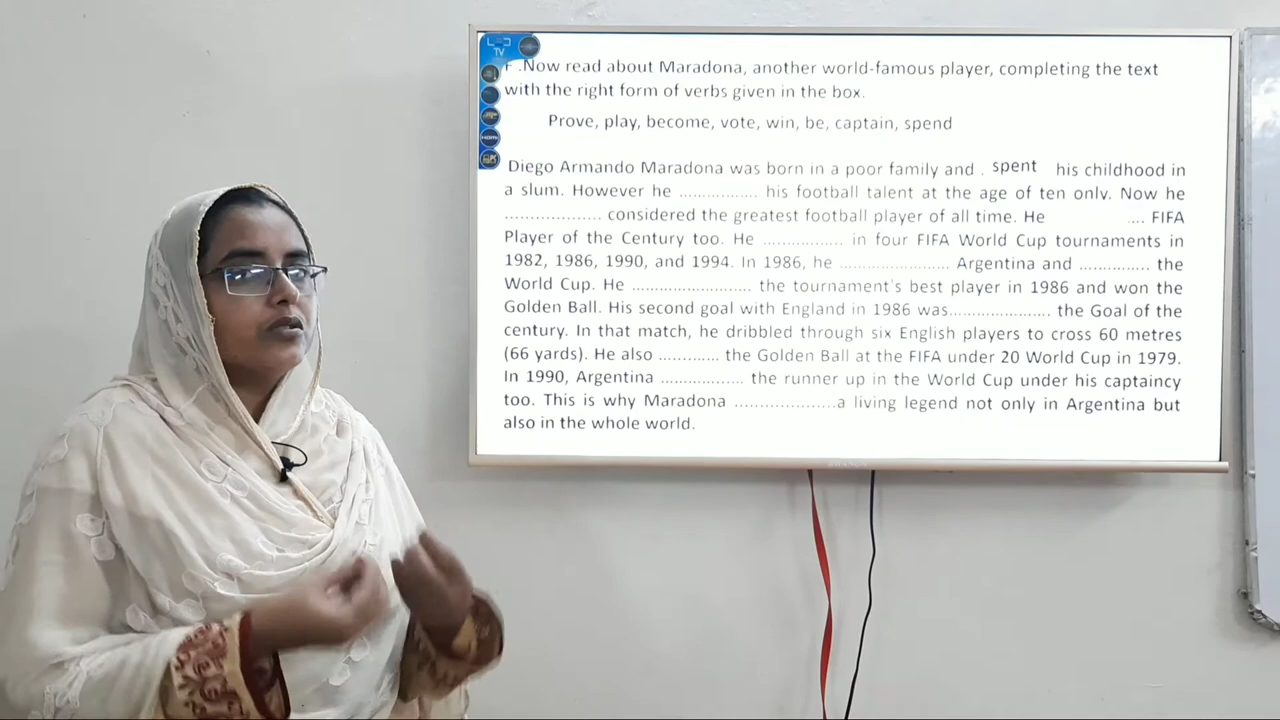 TV
F .Now read about Maradona, another world-famous player, completing the text
with the right form of verbs given in the box.
Prove, play, become, vote, win, be, captain, spend
Diego Armando Maradona was born in a poor family and . spent his childhood in
a slum. However he ................ his football talent at the age of ten only. Now he
.................... considered the greatest football player of all time. He .... FIFA
Player of the Century too. He ................. in four FIFA World Cup tournaments in
1982, 1986, 1990, and 1994. In 1986, he ....................... Argentina and ............... the
World Cup. He ......................... the tournament's best player in 1986 and won the
Golden Ball. His second goal with England in 1986 was..................... the Goal of the
century. In that match, he dribbled through six English players to cross 60 metres
(66 yards). He also ............. the Golden Ball at the FIFA under 20 World Cup in 1979.
In 1990, Argentina .................. the runner up in the World Cup under his captaincy
too. This is why Maradona .....................a living legend not only in Argentina but
also in the whole world.